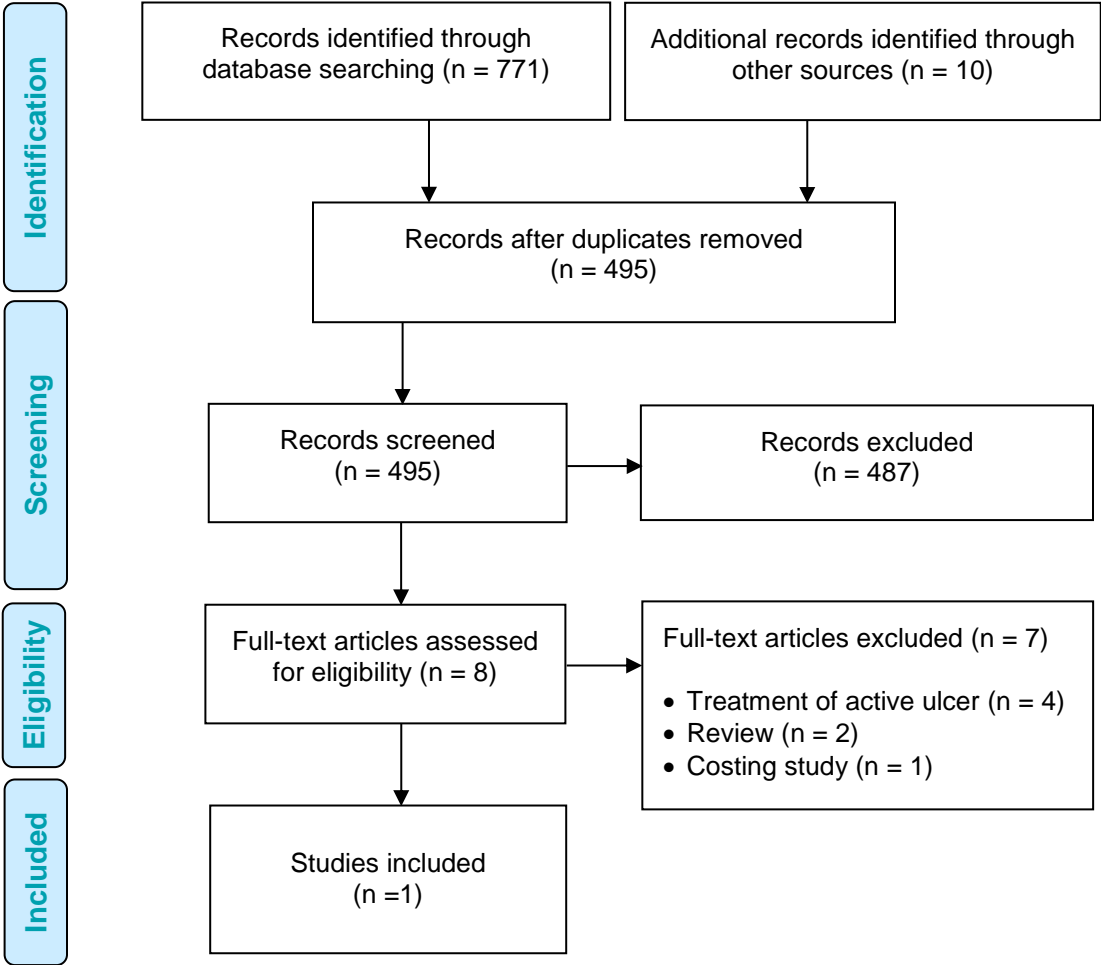 Identification
Records identified through
database searching (n = 771)
Additional records identified through
other sources (n = 10)
Records after duplicates removed
(n = 495)
Screening
Records screened
(n = 495)
Records excluded
(n = 487)
Eligibility
Full-text articles assessed
for eligibility (n = 8)
Full-text articles excluded (n = 7)
• Treatment of active ulcer (n = 4)
• Review (n = 2)
• Costing study (n = 1)
Included
Studies included
(n =1)